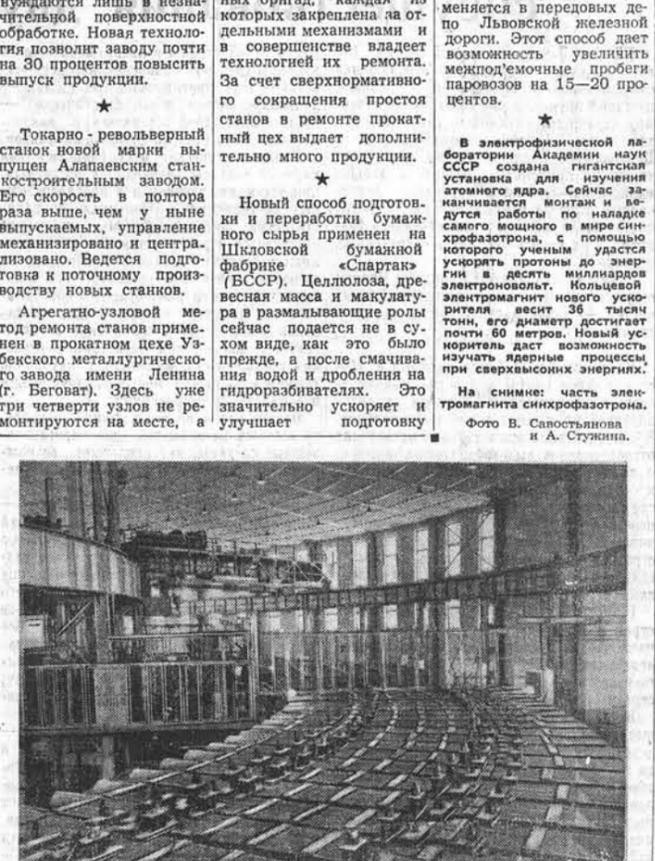 нуждаются лишь в незна-
чительной поверхностной
обработке. Новая техноло-
гия позволит заводу почти
на 30 процентов повысить
выпуск продукции.
★
Токарно-револьверный
станок новой марки вы-
пущен Алапаевским стан-
костроительным заводом.
Его скорость в полтора
раза выше, чем у ныне
выпускаемых, управление
механизировано и центра-
лизовано. Ведется подго-
товка к поточному произ-
водству новых станков.
Агрегатно-узловой ме-
тод ремонта станов приме-
нен в прокатном цехе Уз-
бекского металлургическо-
го завода имени Ленина
(г. Беговат). Здесь уже
три четверти узлов не ре-
монтируются на месте, а
ных бригад, каждая из
которых закреплена за от-
дельными механизмами и
в совершенстве владеет
технологией их ремонта.
За счет сверхнормативно-
го сокращения простоя
станов в ремонте прокат-
ный цех выдает дополни-
тельно много продукции.
★
Новый способ подготов-
ки и переработки бумаж-
ного сырья применен на
Шкловской бумажной
фабрике «Спартак»
(БССР). Целлюлоза, дре-
весная масса и макулату-
ра в размалывающие ролы
сейчас подается не в су-
хом виде, как это было
прежде, а после смачива-
ния водой и дробления на
гидроразбивателях. Это
значительно ускоряет и
улучшает подготовку
меняется в передовых де-
по Львовской железной
дороги. Этот способ дает
возможность увеличить
межпод'емочные пробеги
паровозов на 15—20 про-
центов.
★
В электрофизической ла-
боратории Академии наук
СССР создана гигантская
установка для изучения
атомного ядра. Сейчас за-
канчивается монтаж и ве-
дутся работы по наладке
самого мощного в мире син-
хрофазотрона, с помощью
которого ученым удастся
ускорять протоны до энер-
гии в десять миллиардов
электроновольт. Кольцевой
электромагнит нового уско-
рителя весит 36 тысяч
тонн, его диаметр достигает
почти 60 метров. Новый ус-
коритель даст возможность
изучать ядерные процессы
при сверхвысоких энергиях.
На снимке: часть элек-
тромагнита синхрофазотрона.
Фото В. Савостьянова
и А. Стужина.